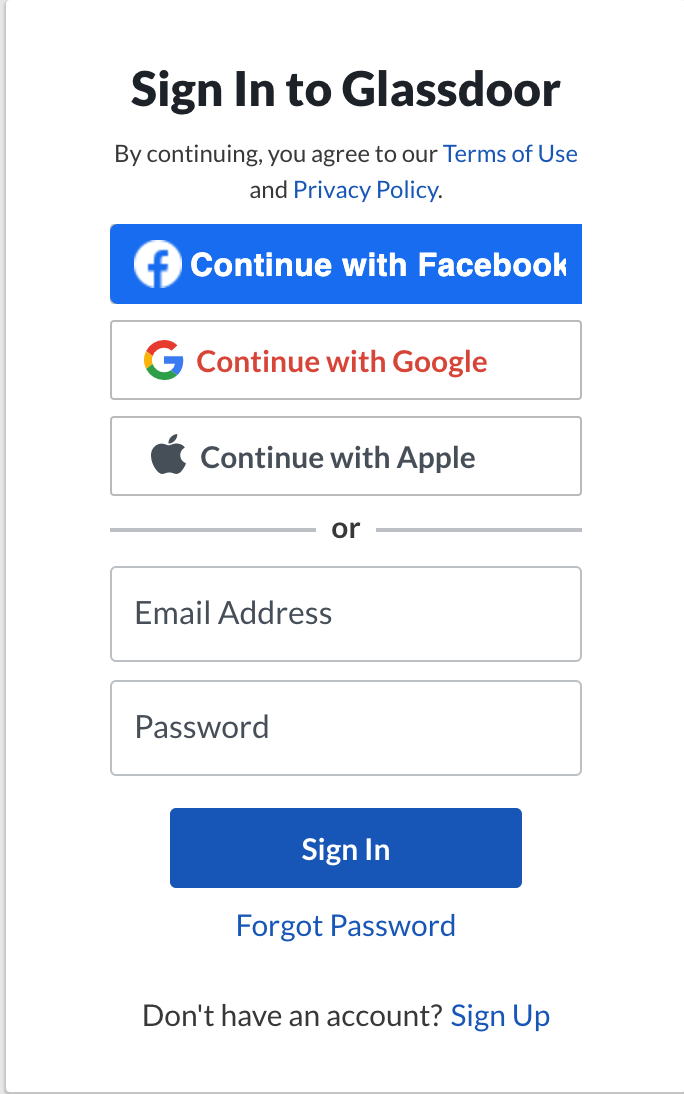 Sign In to Glassdoor
By continuing, you agree to our Terms of Use
and Privacy Policy.
Continue with Facebook
Continue with Google
Continue with Apple
or
Email Address
Password
Sign In
Forgot Password
Don't have an account? Sign Up